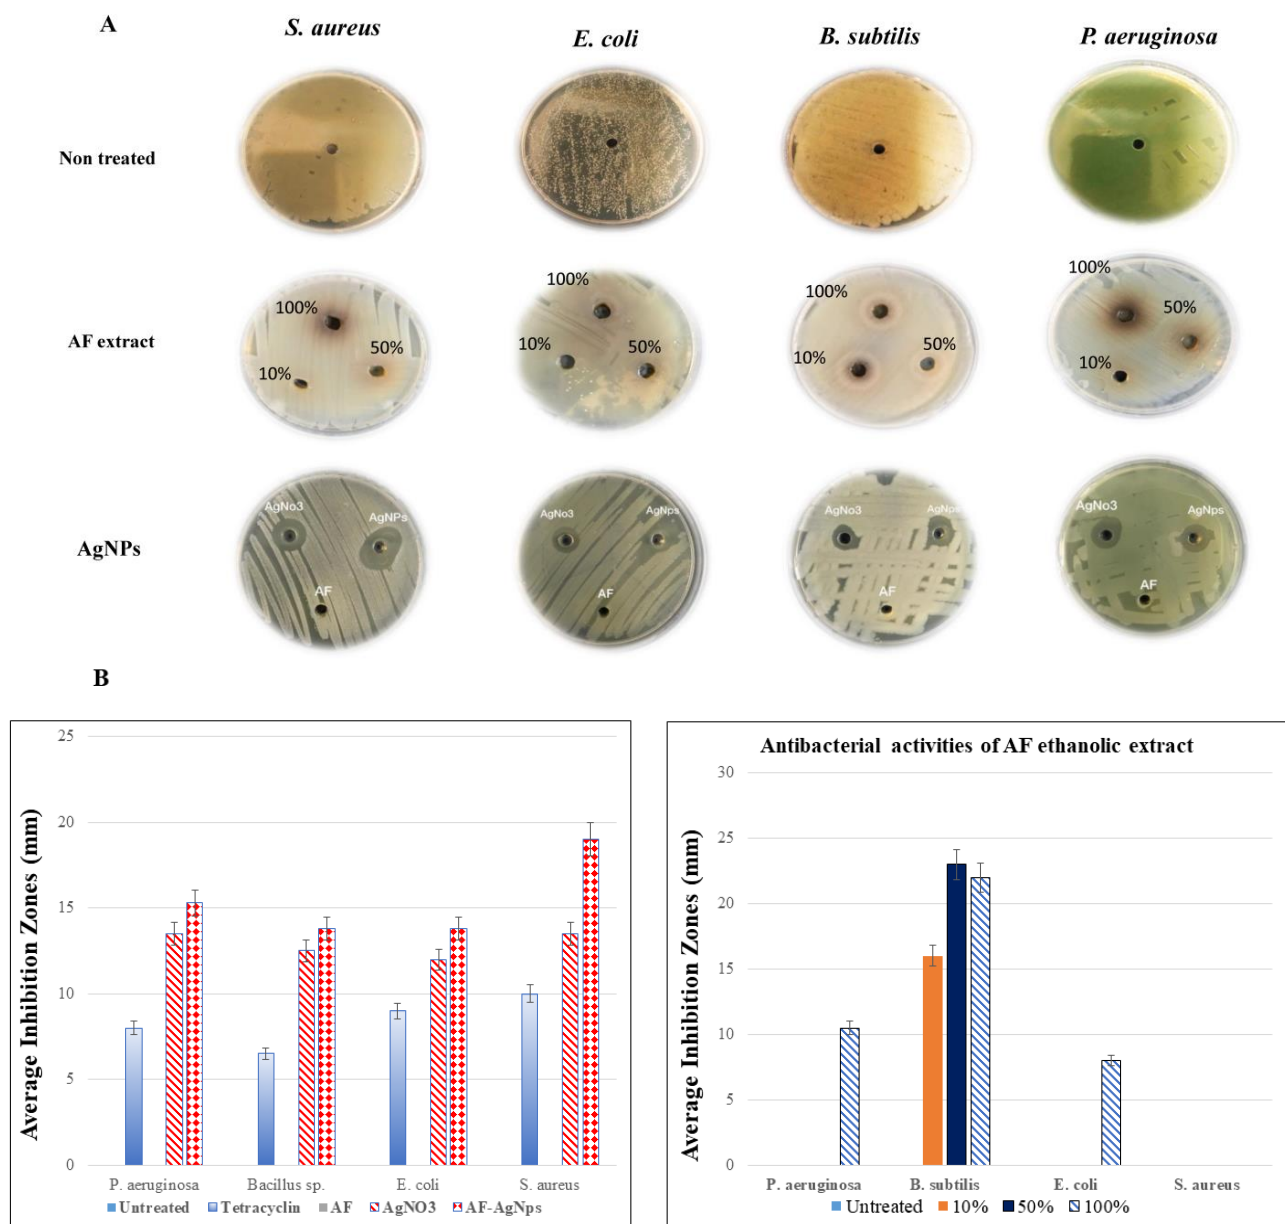 A
S. aureus
E. coli
B. subtilis
P. aeruginosa
Non treated
AF extract
100%
50%
10%
100%
10%
50%
100%
10%
50%
100%
50%
10%
AgNPs
AgNo3
AgNPs
AF
AgNo3
AgNps
AF
AgNo3
AgNps
AF
AgNo3
AgNps
AF
B
Average Inhibition Zones (mm)
25
20
15
10
5
0
P. aeruginosa
Bacillus sp.
E. coli
S. aureus
Untreated
Tetracyclin
AF
AgNO3
AF-AgNps
Antibacterial activities of AF ethanolic extract
Average Inhibition Zones (mm)
30
25
20
15
10
5
0
P. aeruginosa
B. subtilis
E. coli
S. aureus
Untreated
10%
50%
100%